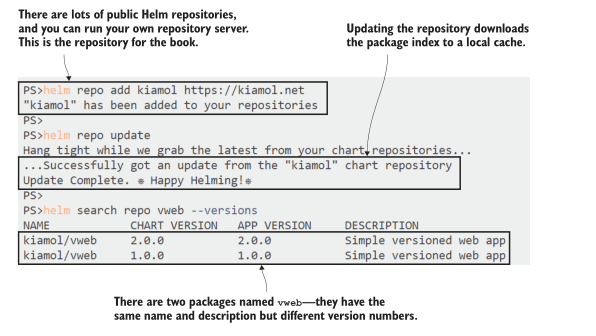 There are lots of public Helm repositories,
and you can run your own repository server.
This is the repository for the book.
Updating the repository downloads
the package index to a local cache.
PS>helm repo add kiamol https://kiamol.net
"kiamol" has been added to your repositories
PS>
PS>helm repo update
Hang tight while we grab the latest from your chart repositories...
...Successfully got an update from the "kiamol" chart repository
Update Complete. ⎈ Happy Helming!⎈
PS>
PS>helm search repo vweb --versions
NAME CHART VERSION APP VERSION DESCRIPTION
kiamol/vweb 2.0.0 2.0.0 Simple versioned web app
kiamol/vweb 1.0.0 1.0.0 Simple versioned web app
There are two packages named vweb—they have the
same name and description but different version numbers.